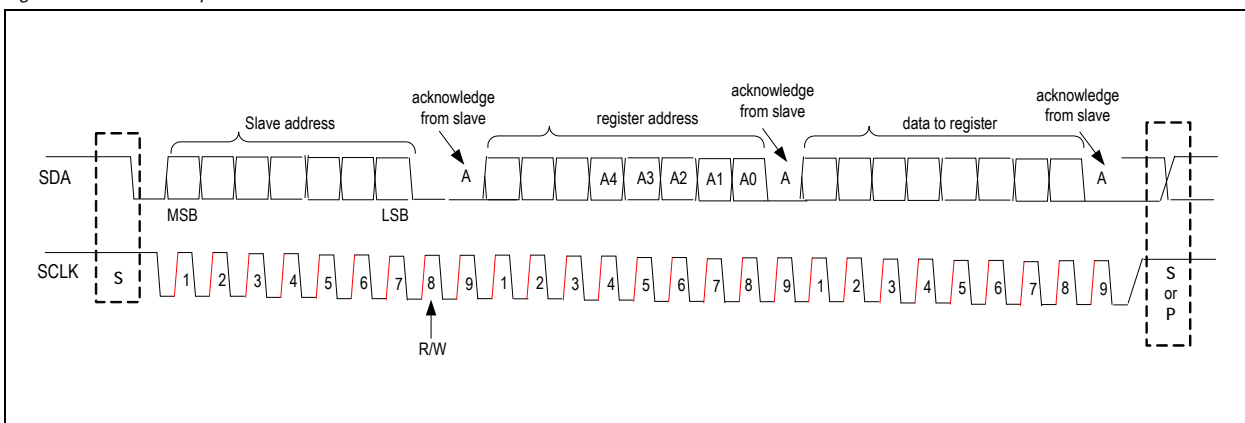 acknowledge
from slave
acknowledge
from slave
acknowledge
from slave
Slave address
register address
data to register
SDA
A
A4 A3 A2 A1 A0
A
A
MSB
LSB
SCLK
S
1 2 3 4 5 6 7 8 9 1 2 3 4 5 6 7 8 9 1 2 3 4 5 6 7 8 9
S
or
P
R/W